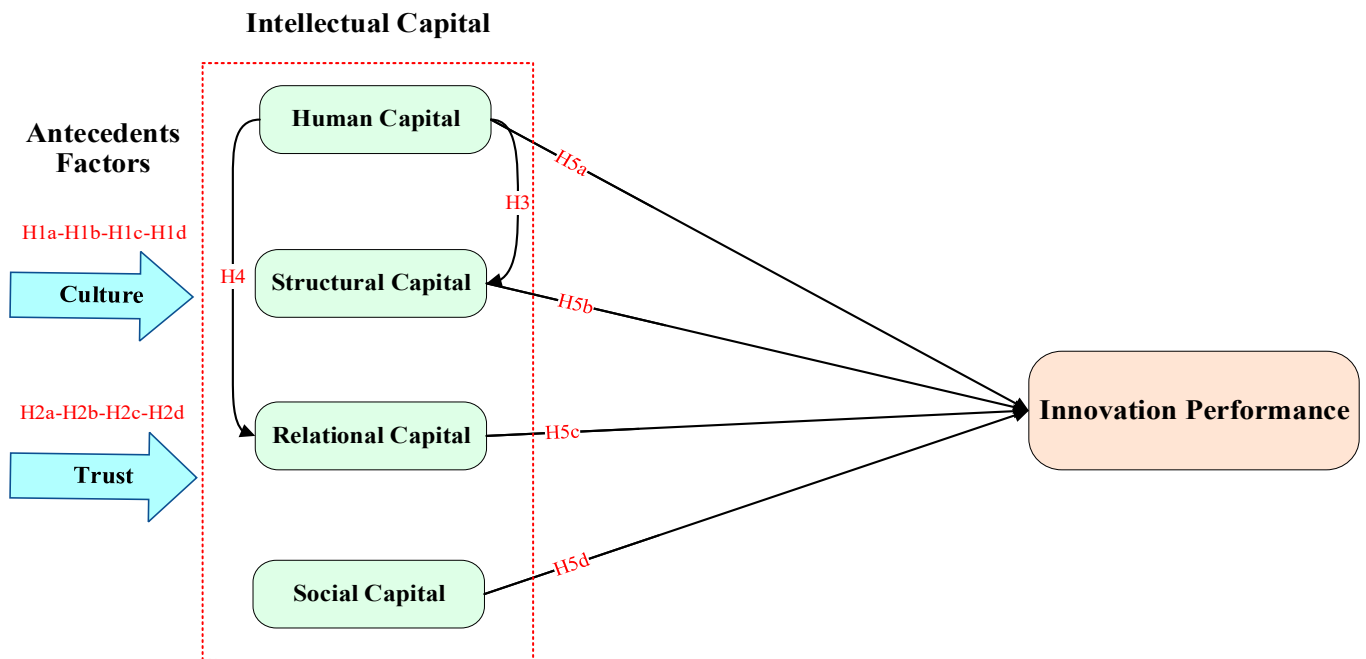 Intellectual Capital
Antecedents
Factors
H1a-H1b-H1c-H1d
Culture
H2a-H2b-H2c-H2d
Trust
Human Capital
H3
H4
Structural Capital
Relational Capital
Social Capital
H5a
H5b
H5c
H5d
Innovation Performance